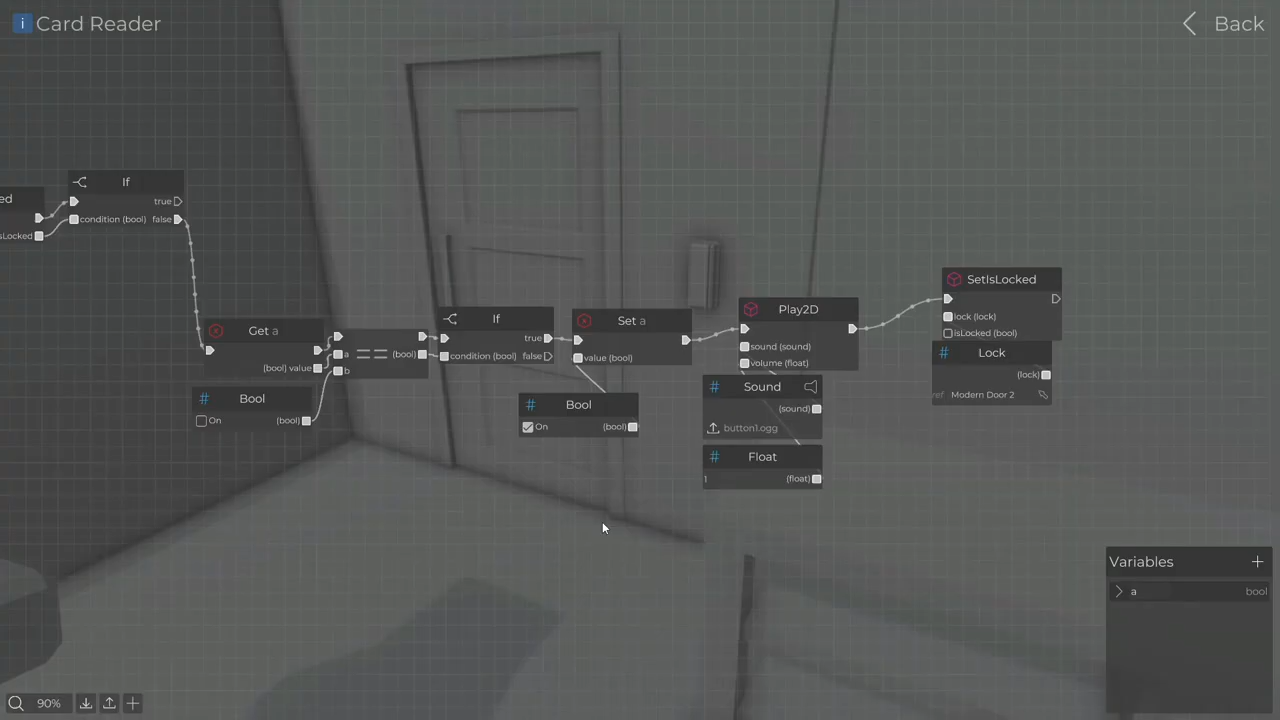 i Card Reader
Back
ed
sLocked
If
true
condition (bool) false
Get a
(bool) value
Bool
On (bool)
a
b
== (bool)
If
true
condition (bool) false
Set a
value (bool)
Bool
On (bool)
Play2D
sound (sound)
volume (float)
Sound
(sound)
button1.ogg
Float
1 (float)
SetIsLocked
lock (lock)
isLocked (bool)
Lock
(lock)
ref Modern Door 2
Variables +
a bool
90%